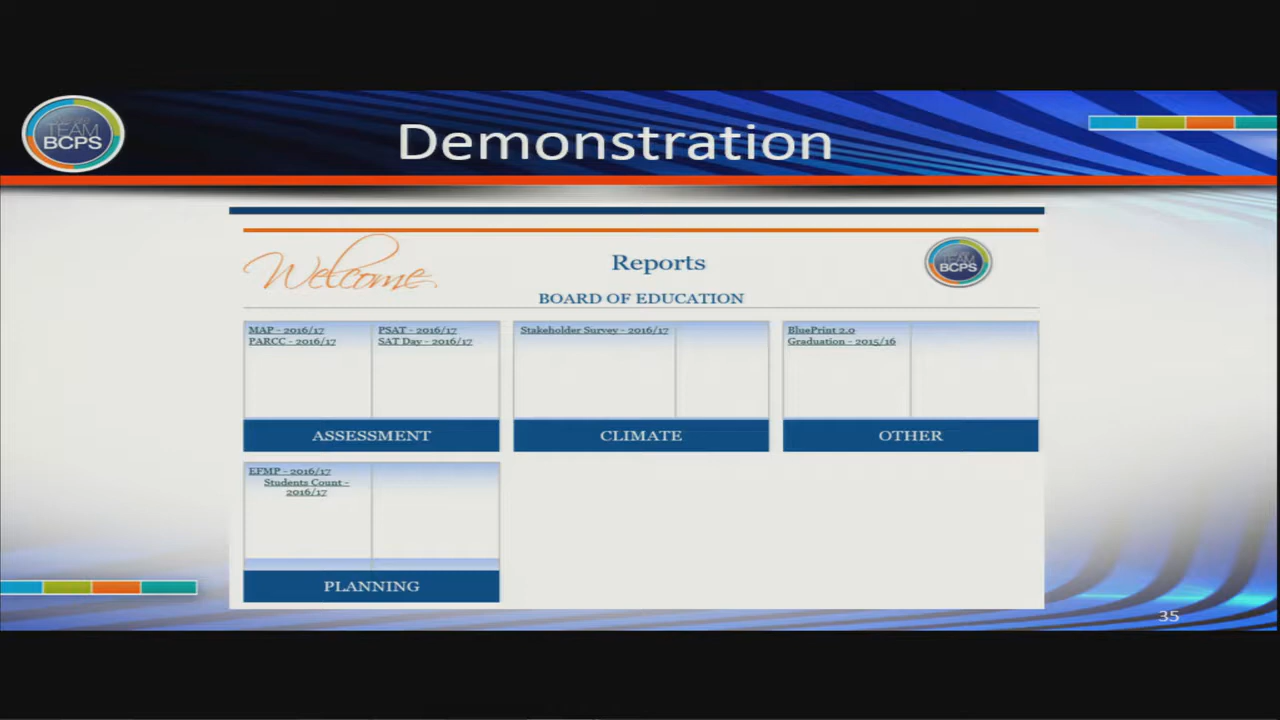 TEAM
BCPS
Demonstration
Welcome
Reports
TEAM
BCPS
BOARD OF EDUCATION
MAP - 2016/17
PARCC - 2016/17
PSAT - 2016/17
SAT Day - 2016/17
ASSESSMENT
Stakeholder Survey - 2016/17
CLIMATE
BluePrint 2.0
Graduation - 2015/16
OTHER
EFMP - 2016/17
Students Count -
2016/17
PLANNING
35